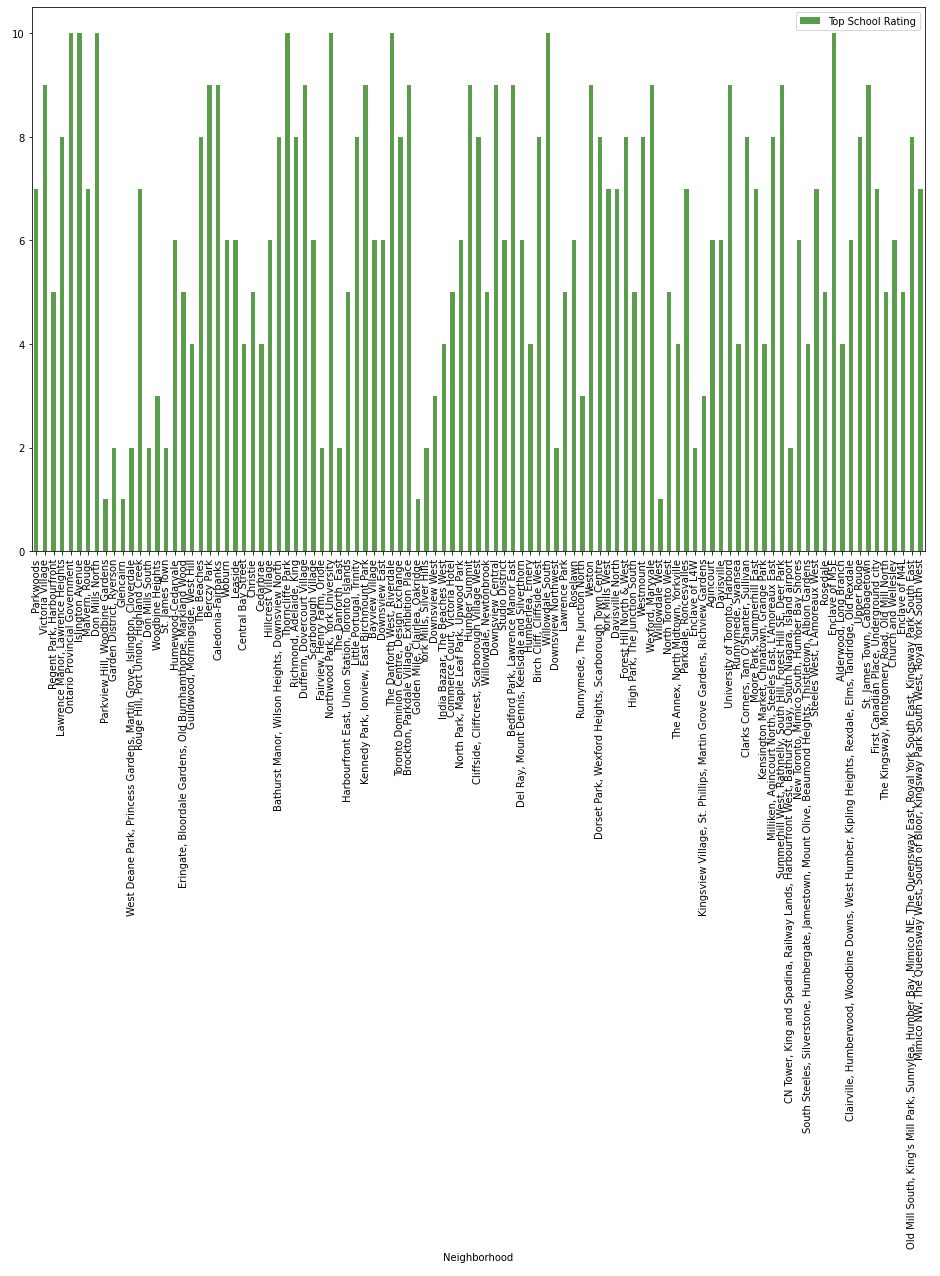 Top School Rating
10
8
6
4
2
0
Parkwoods
Victoria Village
Regent Park, Harbourfront
Lawrence Manor, Lawrence Heights
Ontario Provincial Government
Islington Avenue
Malvern, Rouge
Don Mills North
Parkview Hill, Woodbine Gardens
Garden District, Ryerson
Glencairn
West Deane Park, Princess Gardens, Martin Grove, Islington, Cloverdale
Rouge Hill, Port Union, Highland Creek
Don Mills South
Woodbine Heights
St. James Town
Humewood-Cedarvale
Eringate, Bloordale Gardens, Old Burnhamthorpe, Markland Wood
Guildwood, Morningside, West Hill
The Beaches
Berczy Park
Caledonia-Fairbanks
Woburn
Leaside
Central Bay Street
Christie
Cedarbrae
Hillcrest Village
Bathurst Manor, Wilson Heights, Downsview North
Thorncliffe Park
Richmond, Adelaide, King
Dufferin, Dovercourt Village
Scarborough Village
Fairview, Henry Farm, Oriole
Northwood Park, York University
The Danforth East
Harbourfront East, Union Station, Toronto Islands
Little Portugal, Trinity
Kennedy Park, Ionview, East Birchmount Park
Bayview Village
Downsview East
The Danforth West, Riverdale
Toronto Dominion Centre, Design Exchange
Brockton, Parkdale Village, Exhibition Place
Golden Mile, Clairlea, Oakridge
York Mills, Silver Hills
Downsview West
India Bazaar, The Beaches West
Commerce Court, Victoria Hotel
North Park, Maple Leaf Park, Upwood Park
Humber Summit
Cliffside, Cliffcrest, Scarborough Village West
Willowdale, Newtonbrook
Downsview Central
Studio District
Bedford Park, Lawrence Manor East
Del Ray, Mount Dennis, Keelsdale and Silverthorn
Humberlea, Emery
Birch Cliff, Cliffside West
Willowdale South
Downsview Northwest
Lawrence Park
Roselawn
Runnymede, The Junction North
Weston
Dorset Park, Wexford Heights, Scarborough Town Centre
York Mills West
Davisville North
Forest Hill North & West
High Park, The Junction South
Westmount
Wexford, Maryvale
Willowdale West
North Toronto West
The Annex, North Midtown, Yorkville
Parkdale, Roncesvalles
Enclave of L4W
Kingsview Village, St. Phillips, Martin Grove Gardens, Richview Gardens
Agincourt
Davisville
University of Toronto, Harbord
Runnymede, Swansea
Clarks Corners, Tam O'Shanter, Sullivan
Moore Park, Summerhill East
Kensington Market, Chinatown, Grange Park
Milliken, Agincourt North, Steeles East, L'Amoreaux East
Summerhill West, Rathnelly, South Hill, Forest Hill SE, Deer Park
CN Tower, King and Spadina, Railway Lands, Harbourfront West, Bathurst Quay, South Niagara, Island airport
New Toronto, Mimico South, Humber Bay Shores
South Steeles, Silverstone, Humbergate, Jamestown, Mount Olive, Beaumond Heights, Thistletown, Albion Gardens
Steeles West, L'Amoreaux West
Rosedale
Enclave of M5E
Alderwood, Long Branch
Clairville, Humberwood, Woodbine Downs, West Humber, Kipling Heights, Rexdale, Elms, Tandridge, Old Rexdale
Upper Rouge
St. James Town, Cabbagetown
First Canadian Place, Underground city
The Kingsway, Montgomery Road, Old Mill North
Church and Wellesley
Enclave of M4L
Old Mill South, King's Mill Park, Sunnylea, Humber Bay, Mimico NE, The Queensway East, Royal York South East, Kingsway Park South East
Mimico NW, The Queensway West, South of Bloor, Kingsway Park South West, Royal York South West
Neighborhood